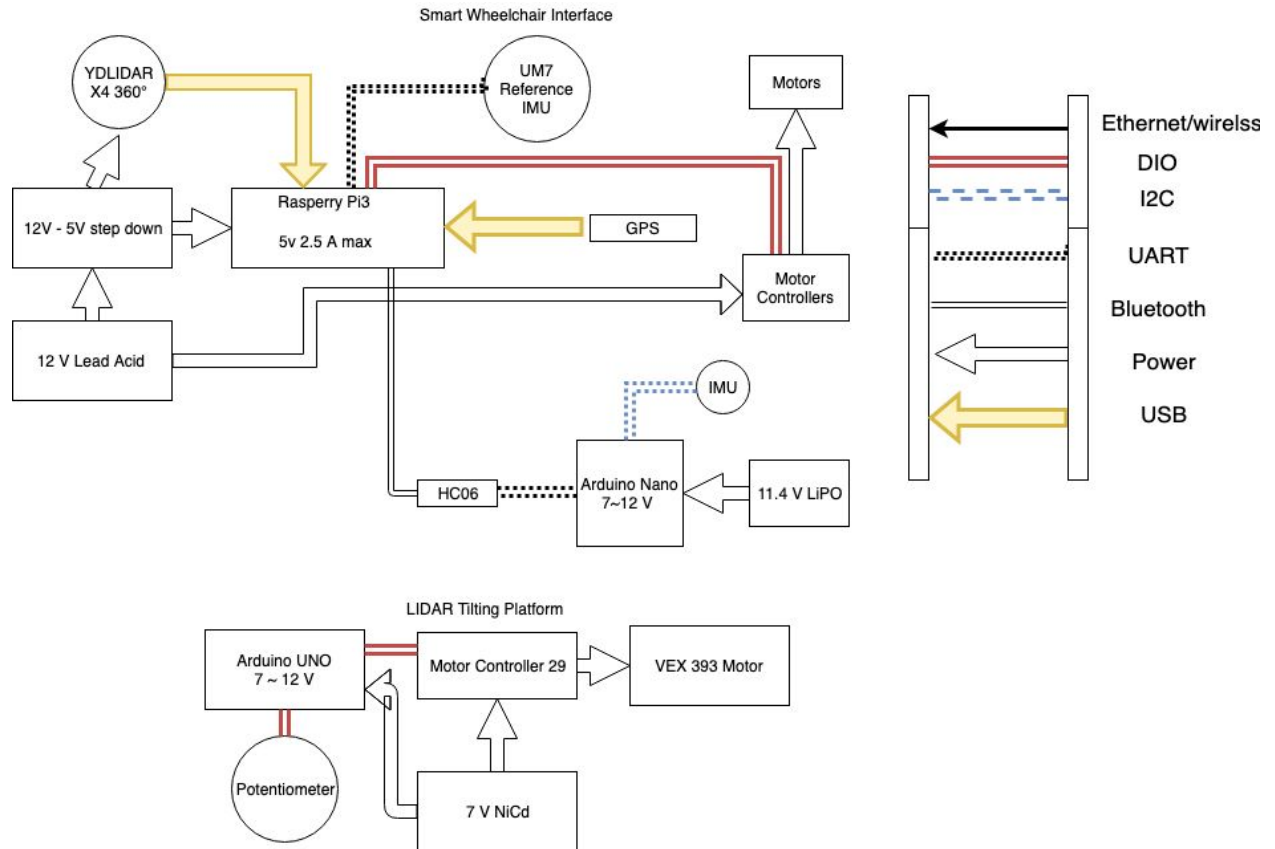 Smart Wheelchair Interface
YDLIDAR
X4 360°
UM7
Reference
IMU
Motors
12V - 5V step down
Rasperry Pi3
5v 2.5 A max
GPS
Motor
Controllers
12 V Lead Acid
IMU
HC06
Arduino Nano
7~12 V
11.4 V LiPO
Ethernet/wirelss
DIO
I2C
UART
Bluetooth
Power
USB
LIDAR Tilting Platform
Arduino UNO
7 ~ 12 V
Motor Controller 29
VEX 393 Motor
Potentiometer
7 V NiCd